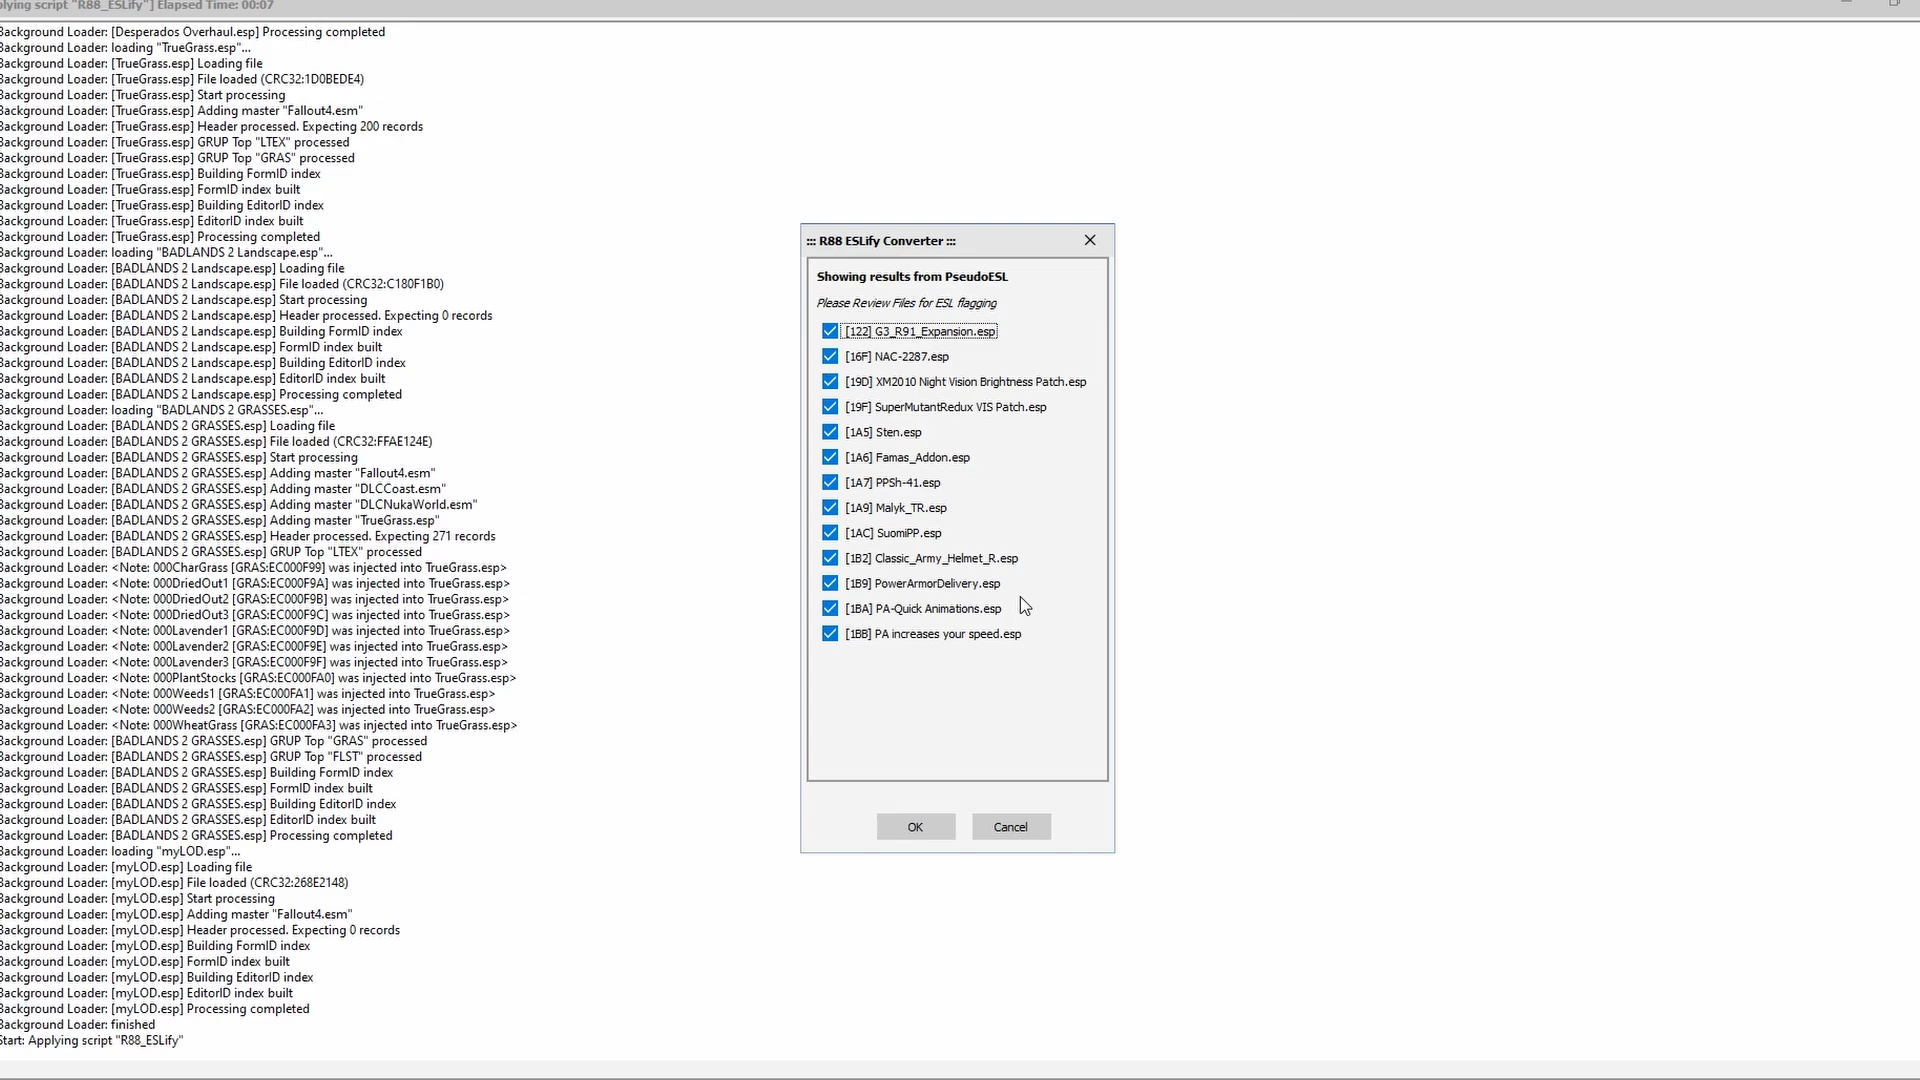 plying script "R88_ESLify"] Elapsed Time: 00:07
Background Loader: [Desperados Overhaul.esp] Processing completed
Background Loader: loading "TrueGrass.esp"...
Background Loader: [TrueGrass.esp] Loading file
Background Loader: [TrueGrass.esp] File loaded (CRC32:1D0BEDE4)
Background Loader: [TrueGrass.esp] Start processing
Background Loader: [TrueGrass.esp] Adding master "Fallout4.esm"
Background Loader: [TrueGrass.esp] Header processed. Expecting 200 records
Background Loader: [TrueGrass.esp] GRUP Top "LTEX" processed
Background Loader: [TrueGrass.esp] GRUP Top "GRAS" processed
Background Loader: [TrueGrass.esp] Building FormID index
Background Loader: [TrueGrass.esp] FormID index built
Background Loader: [TrueGrass.esp] Building EditorID index
Background Loader: [TrueGrass.esp] EditorID index built
Background Loader: [TrueGrass.esp] Processing completed
Background Loader: loading "BADLANDS 2 Landscape.esp"...
Background Loader: [BADLANDS 2 Landscape.esp] Loading file
Background Loader: [BADLANDS 2 Landscape.esp] File loaded (CRC32:C180F1B0)
Background Loader: [BADLANDS 2 Landscape.esp] Start processing
Background Loader: [BADLANDS 2 Landscape.esp] Header processed. Expecting 0 records
Background Loader: [BADLANDS 2 Landscape.esp] Building FormID index
Background Loader: [BADLANDS 2 Landscape.esp] FormID index built
Background Loader: [BADLANDS 2 Landscape.esp] Building EditorID index
Background Loader: [BADLANDS 2 Landscape.esp] EditorID index built
Background Loader: [BADLANDS 2 Landscape.esp] Processing completed
Background Loader: loading "BADLANDS 2 GRASSES.esp"...
Background Loader: [BADLANDS 2 GRASSES.esp] Loading file
Background Loader: [BADLANDS 2 GRASSES.esp] File loaded (CRC32:FFAE124E)
Background Loader: [BADLANDS 2 GRASSES.esp] Start processing
Background Loader: [BADLANDS 2 GRASSES.esp] Adding master "Fallout4.esm"
Background Loader: [BADLANDS 2 GRASSES.esp] Adding master "DLCCoast.esm"
Background Loader: [BADLANDS 2 GRASSES.esp] Adding master "DLCNukaWorld.esm"
Background Loader: [BADLANDS 2 GRASSES.esp] Adding master "TrueGrass.esp"
Background Loader: [BADLANDS 2 GRASSES.esp] Header processed. Expecting 271 records
Background Loader: [BADLANDS 2 GRASSES.esp] GRUP Top "LTEX" processed
Background Loader: <Note: 000CharGrass [GRAS:EC000F99] was injected into TrueGrass.esp>
Background Loader: <Note: 000DriedOut1 [GRAS:EC000F9A] was injected into TrueGrass.esp>
Background Loader: <Note: 000DriedOut2 [GRAS:EC000F9B] was injected into TrueGrass.esp>
Background Loader: <Note: 000DriedOut3 [GRAS:EC000F9C] was injected into TrueGrass.esp>
Background Loader: <Note: 000Lavender1 [GRAS:EC000F9D] was injected into TrueGrass.esp>
Background Loader: <Note: 000Lavender2 [GRAS:EC000F9E] was injected into TrueGrass.esp>
Background Loader: <Note: 000Lavender3 [GRAS:EC000F9F] was injected into TrueGrass.esp>
Background Loader: <Note: 000PlantStocks [GRAS:EC000FA0] was injected into TrueGrass.esp>
Background Loader: <Note: 000Weeds1 [GRAS:EC000FA1] was injected into TrueGrass.esp>
Background Loader: <Note: 000Weeds2 [GRAS:EC000FA2] was injected into TrueGrass.esp>
Background Loader: <Note: 000WheatGrass [GRAS:EC000FA3] was injected into TrueGrass.esp>
Background Loader: [BADLANDS 2 GRASSES.esp] GRUP Top "GRAS" processed
Background Loader: [BADLANDS 2 GRASSES.esp] GRUP Top "FLST" processed
Background Loader: [BADLANDS 2 GRASSES.esp] Building FormID index
Background Loader: [BADLANDS 2 GRASSES.esp] FormID index built
Background Loader: [BADLANDS 2 GRASSES.esp] Building EditorID index
Background Loader: [BADLANDS 2 GRASSES.esp] EditorID index built
Background Loader: [BADLANDS 2 GRASSES.esp] Processing completed
Background Loader: loading "myLOD.esp"...
Background Loader: [myLOD.esp] Loading file
Background Loader: [myLOD.esp] File loaded (CRC32:268E2148)
Background Loader: [myLOD.esp] Start processing
Background Loader: [myLOD.esp] Adding master "Fallout4.esm"
Background Loader: [myLOD.esp] Header processed. Expecting 0 records
Background Loader: [myLOD.esp] Building FormID index
Background Loader: [myLOD.esp] FormID index built
Background Loader: [myLOD.esp] Building EditorID index
Background Loader: [myLOD.esp] EditorID index built
Background Loader: [myLOD.esp] Processing completed
Background Loader: finished
Start: Applying script "R88_ESLify"
::: R88 ESLify Converter :::
Showing results from PseudoESL
Please Review Files for ESL flagging
[122] G3_R91_Expansion.esp
[16F] NAC-2287.esp
[19D] XM2010 Night Vision Brightness Patch.esp
[19F] SuperMutantRedux VIS Patch.esp
[1A5] Sten.esp
[1A6] Famas_Addon.esp
[1A7] PPSh-41.esp
[1A9] Malyk_TR.esp
[1AC] SuomiPP.esp
[1B2] Classic_Army_Helmet_R.esp
[1B9] PowerArmorDelivery.esp
[1BA] PA-Quick Animations.esp
[1BB] PA increases your speed.esp
OK
Cancel